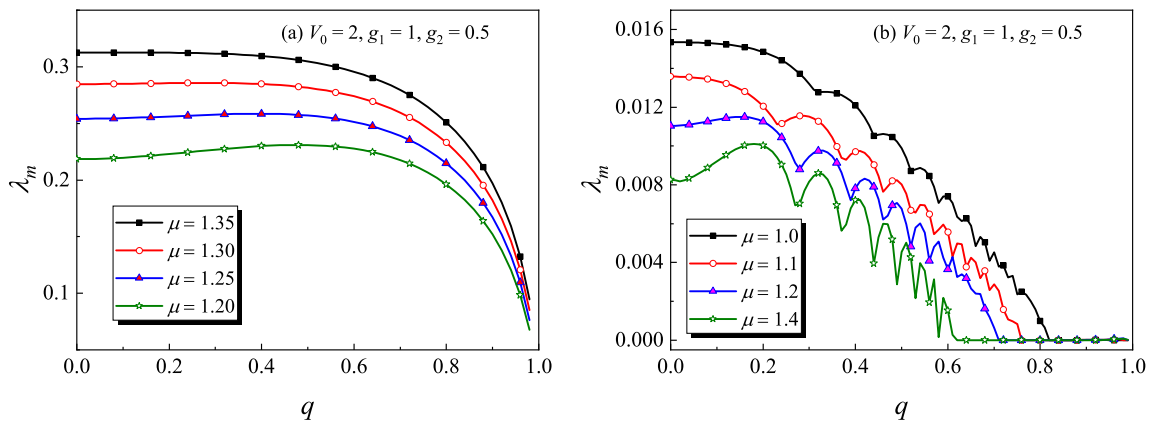 (a) V₀ = 2, g₁ = 1, g₂ = 0.5
0.3
0.2
0.1
λₘ
μ = 1.35
μ = 1.30
μ = 1.25
μ = 1.20
0.0 0.2 0.4 0.6 0.8 1.0
q
(b) V₀ = 2, g₁ = 1, g₂ = 0.5
0.016
0.012
0.008
0.004
0.000
λₘ
μ = 1.0
μ = 1.1
μ = 1.2
μ = 1.4
0.0 0.2 0.4 0.6 0.8 1.0
q